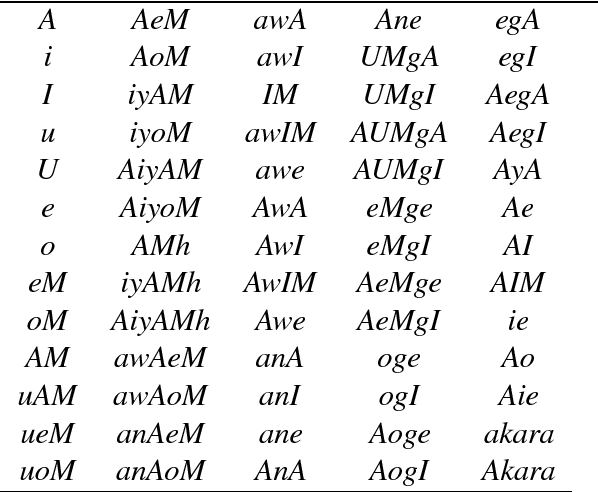 A AeM awA Ane egA
i AoM awI UMgA egI
I iyAM IM UMgI AegA
u iyoM awIM AUMgA AegI
U AiyAM awe AUMgI AyA
e AiyoM AwA eMge Ae
o AMh AwI eMgI AI
eM iyAMh AwIM AeMge AIM
oM AiyAMh Awe AeMgI ie
AM awAeM anA oge Ao
uAM awAoM anI ogI Aie
ueM anAeM ane Aoge akara
uoM anAoM AnA AogI Akara